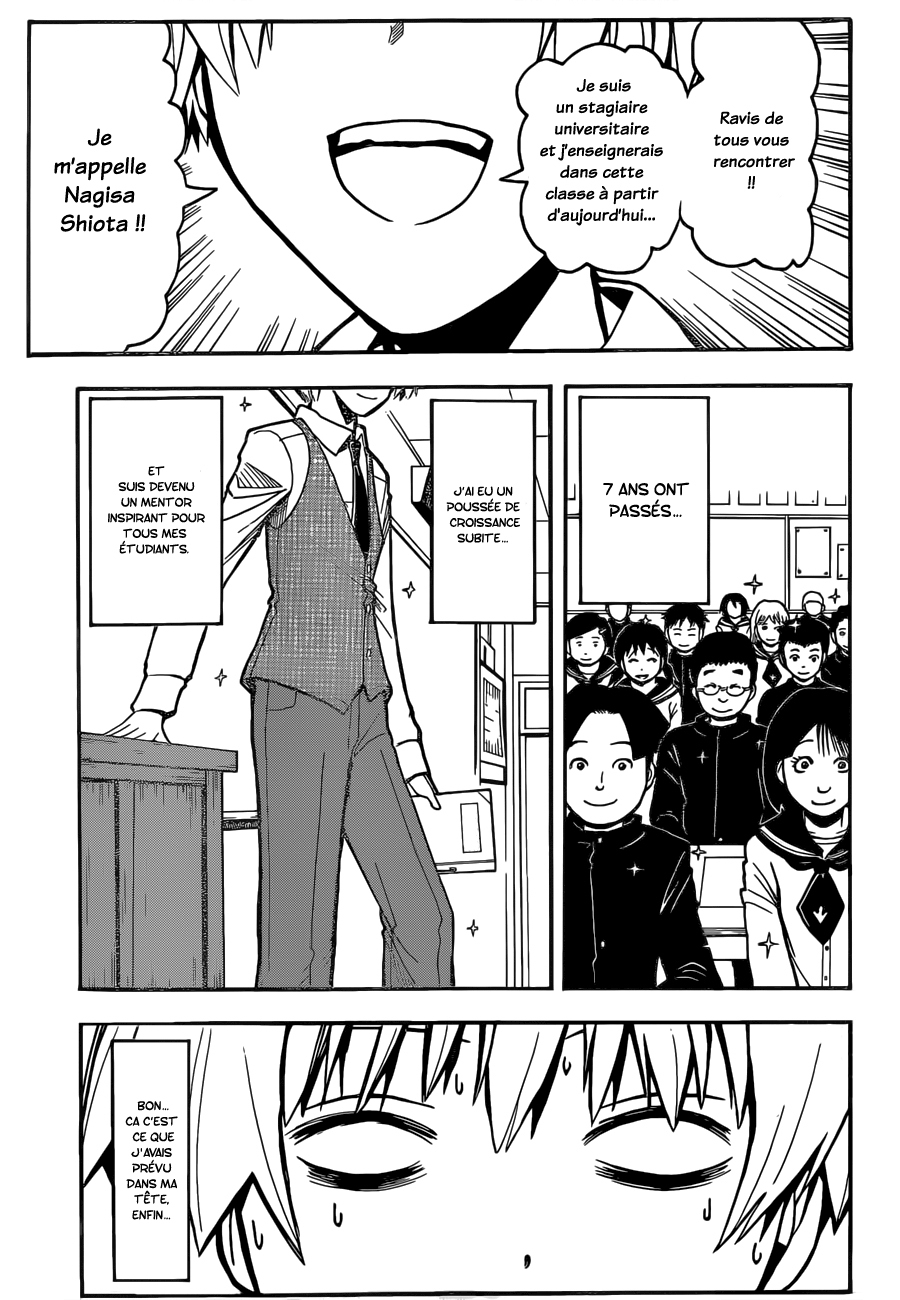 Ravis de
tous vous
rencontrer
!!
Je suis
un stagiaire
universitaire
et j'enseignerais
dans cette
classe à partir
d'aujourd'hui...
Je
m'appelle
Nagisa
Shiota !!
7 ANS ONT
PASSÉS...
J'AI EU UN
POUSSÉE DE
CROISSANCE
SUBITE...
ET
SUIS DEVENU
UN MENTOR
INSPIRANT POUR
TOUS MES
ÉTUDIANTS.
BON...
CA C'EST
CE QUE
J'AVAIS
PRÉVU
DANS MA
TÊTE,
ENFIN...